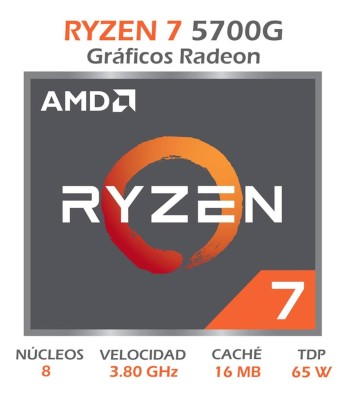 RYZEN 7 5700G
Gráficos Radeon
AMD
RYZEN
7
NÚCLEOS VELOCIDAD CACHÉ TDP
8 3.80 GHz 16 MB 65 W